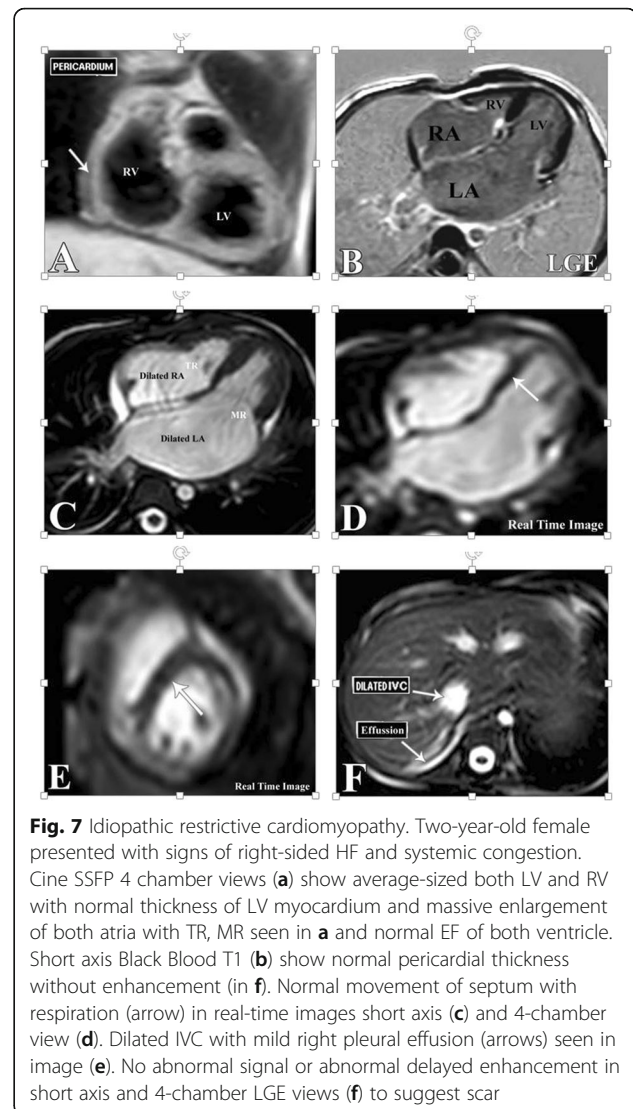 PERICARDIUM
RV
LV
A
RV
LV
RA
LA
B
LGE
TR
Dilated RA
MR
Dilated LA
C
D
Real Time Image
E
Real Time Image
DILATED IVC
Effussion
F
Fig. 7 Idiopathic restrictive cardiomyopathy. Two-year-old female
presented with signs of right-sided HF and systemic congestion.
Cine SSFP 4 chamber views (a) show average-sized both LV and RV
with normal thickness of LV myocardium and massive enlargement
of both atria with TR, MR seen in a and normal EF of both ventricle.
Short axis Black Blood T1 (b) show normal pericardial thickness
without enhancement (in f). Normal movement of septum with
respiration (arrow) in real-time images short axis (c) and 4-chamber
view (d). Dilated IVC with mild right pleural effusion (arrows) seen in
image (e). No abnormal signal or abnormal delayed enhancement in
short axis and 4-chamber LGE views (f) to suggest scar